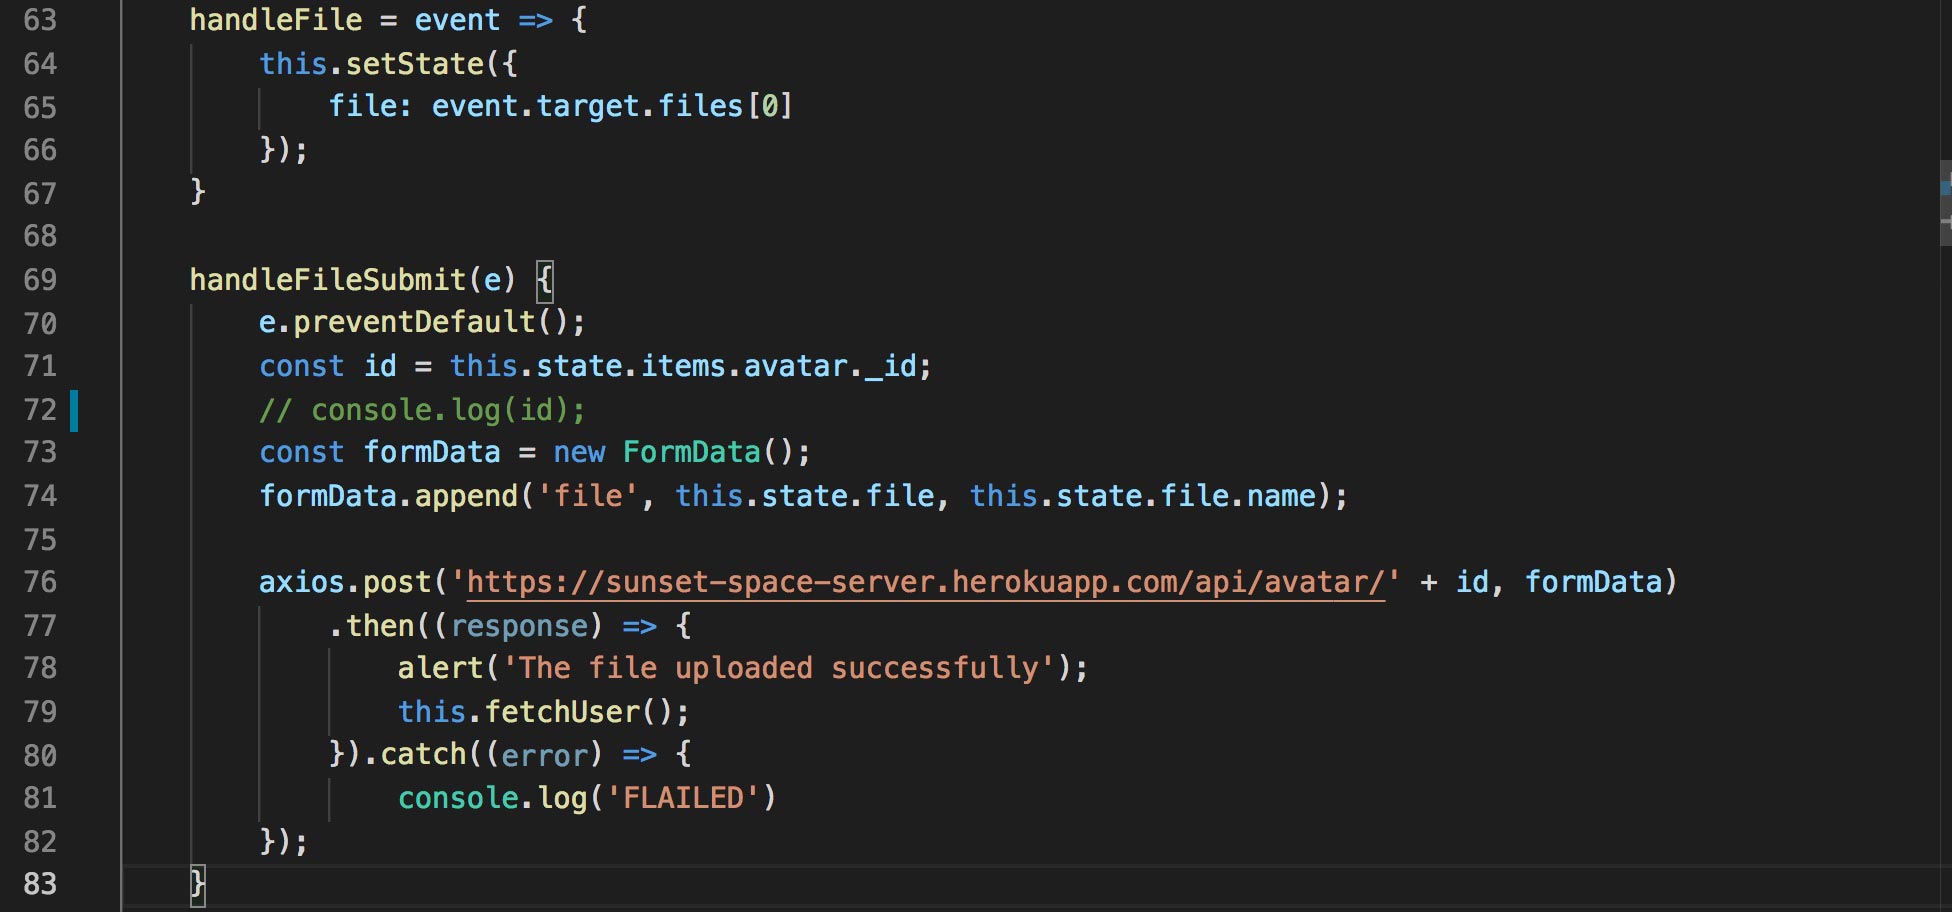 63 handleFile = event => {
64 this.setState({
65 file: event.target.files[0]
66 });
67 }
68
69 handleFileSubmit(e) {
70 e.preventDefault();
71 const id = this.state.items.avatar._id;
72 // console.log(id);
73 const formData = new FormData();
74 formData.append('file', this.state.file, this.state.file.name);
75
76 axios.post('https://sunset-space-server.herokuapp.com/api/avatar/' + id, formData)
77 .then((response) => {
78 alert('The file uploaded successfully');
79 this.fetchUser();
80 }).catch((error) => {
81 console.log('FLAILED')
82 });
83 }